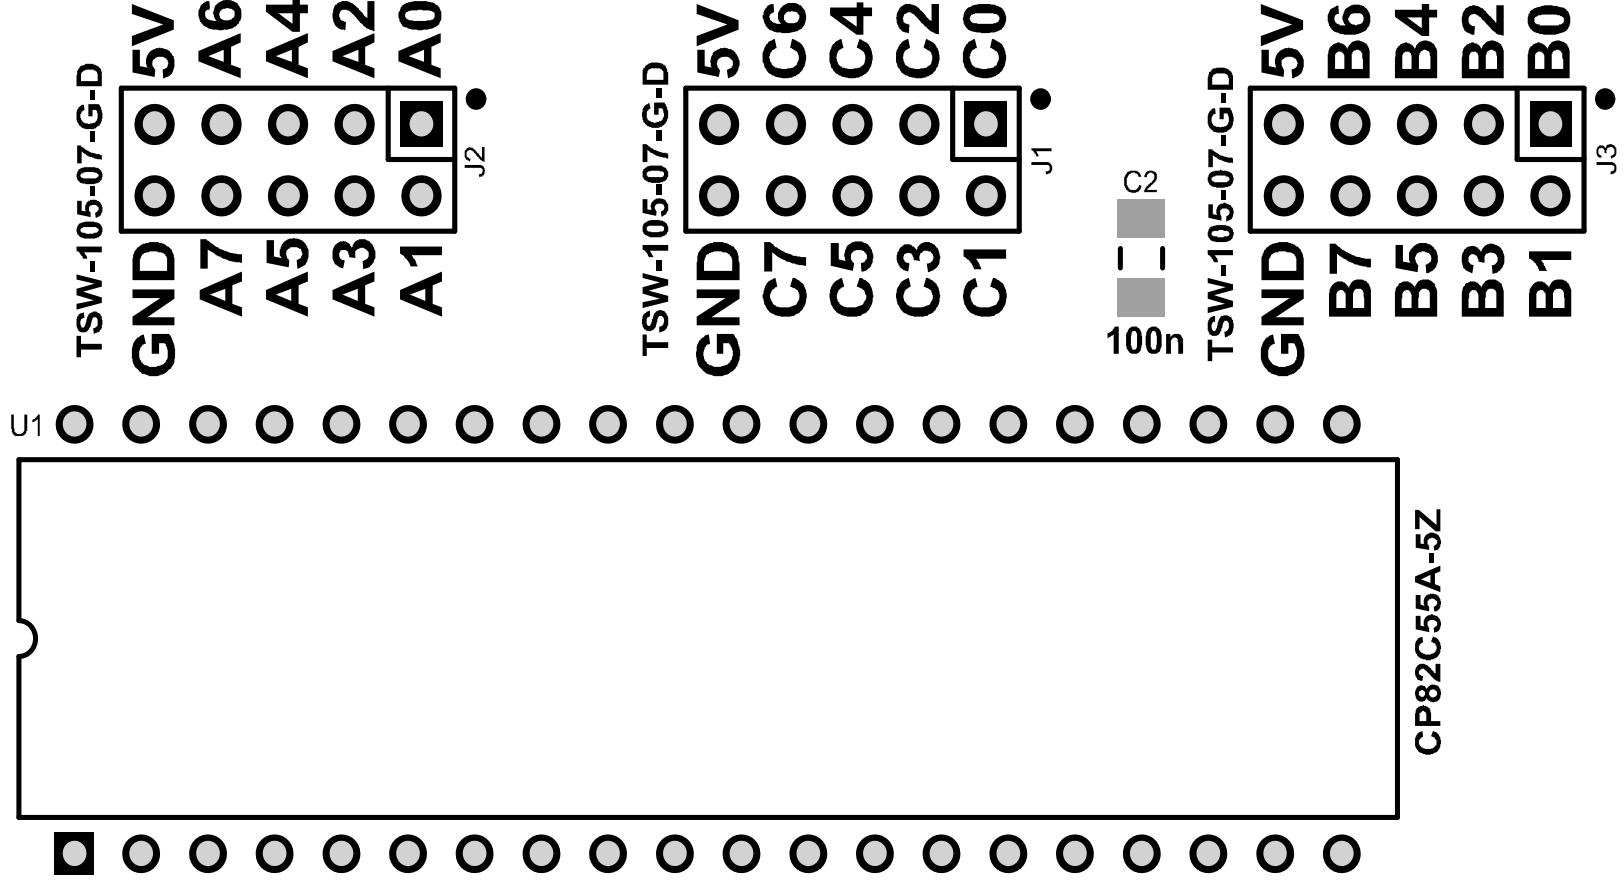 TSW-105-07-G-D
5V
A6
A4
A2
A0
J2
GND
A7
A5
A3
A1
TSW-105-07-G-D
5V
C6
C4
C2
C0
J1
GND
C7
C5
C3
C1
C2
100n
TSW-105-07-G-D
5V
B6
B4
B2
B0
J3
GND
B7
B5
B3
B1
U1
CP82C55A-5Z